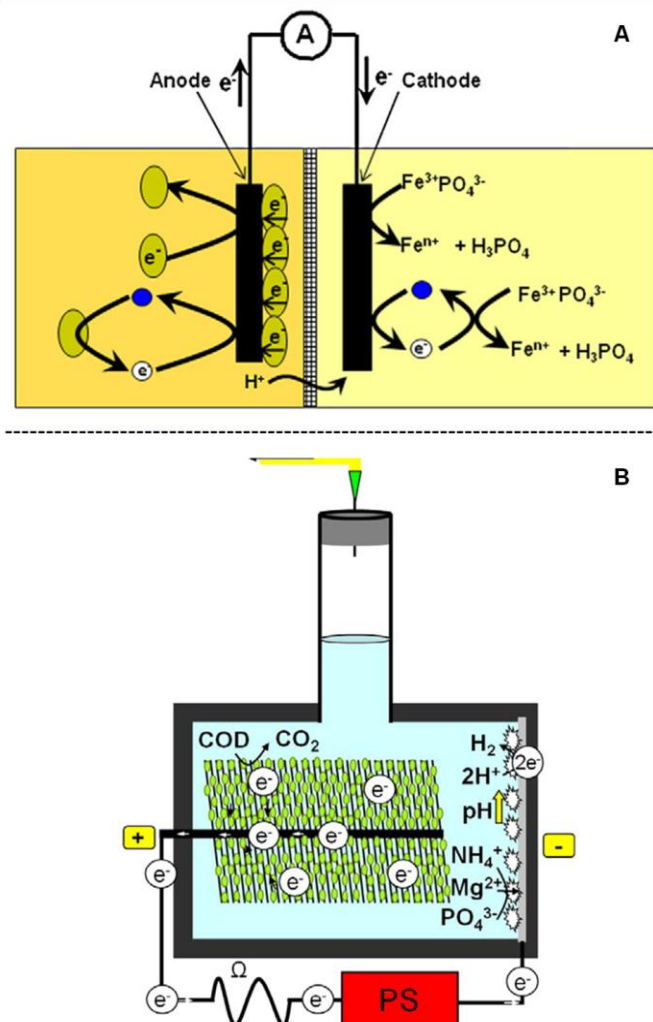 A
A
e⁻
e⁻
Anode
Cathode
Fe³⁺PO₄³⁻
e⁻
e⁻
Feⁿ⁺ + H₃PO₄
e⁻
e⁻
Fe³⁺PO₄³⁻
e⁻
e⁻
e⁻
Feⁿ⁺ + H₃PO₄
H⁺
B
COD CO₂
H₂
2e⁻
2H⁺
e⁻
e⁻
pH
+
e⁻
e⁻
-
NH₄⁺
e⁻
e⁻
e⁻
Mg²⁺
PO₄³⁻
Ω
e⁻
e⁻
PS
e⁻